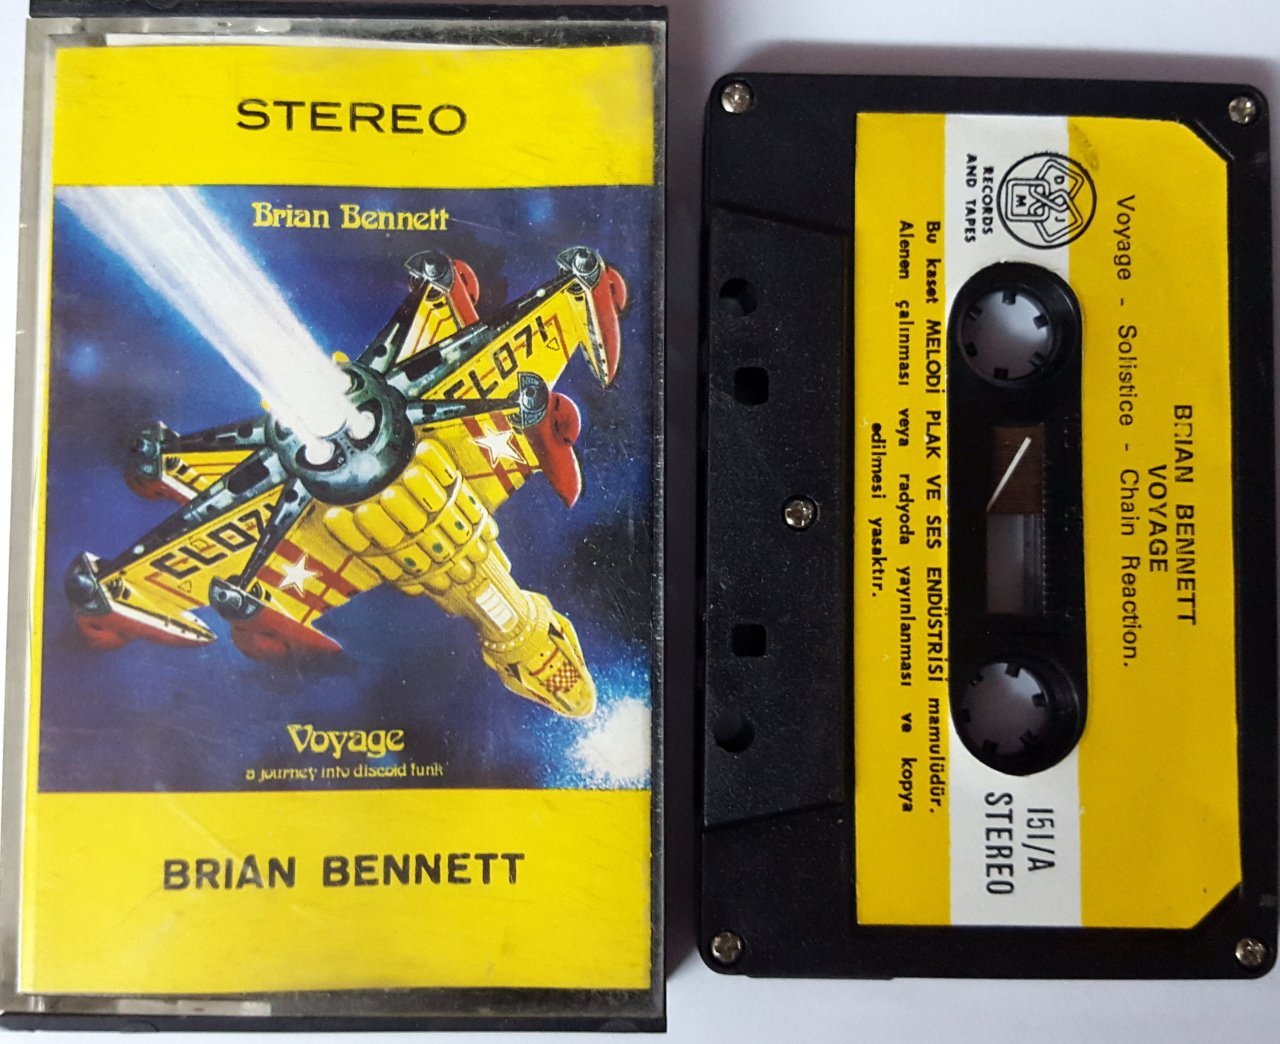 STEREO
Brian Bennett
CL071
CL071
Voyage
a journey into discoid funk
BRIAN BENNETT
BRIAN BENNETT
VOYAGE
Voyage - Solistice - Chain Reaction.
D J M
RECORDS
AND TAPES
151/A
STEREO
Bu kaset MELODİ PLAK VE SES ENDÜSTRİSİ mamulüdür.
Alenen çalınması veya radyoda yayınlanması ve kopya
edilmesi yasaktır.